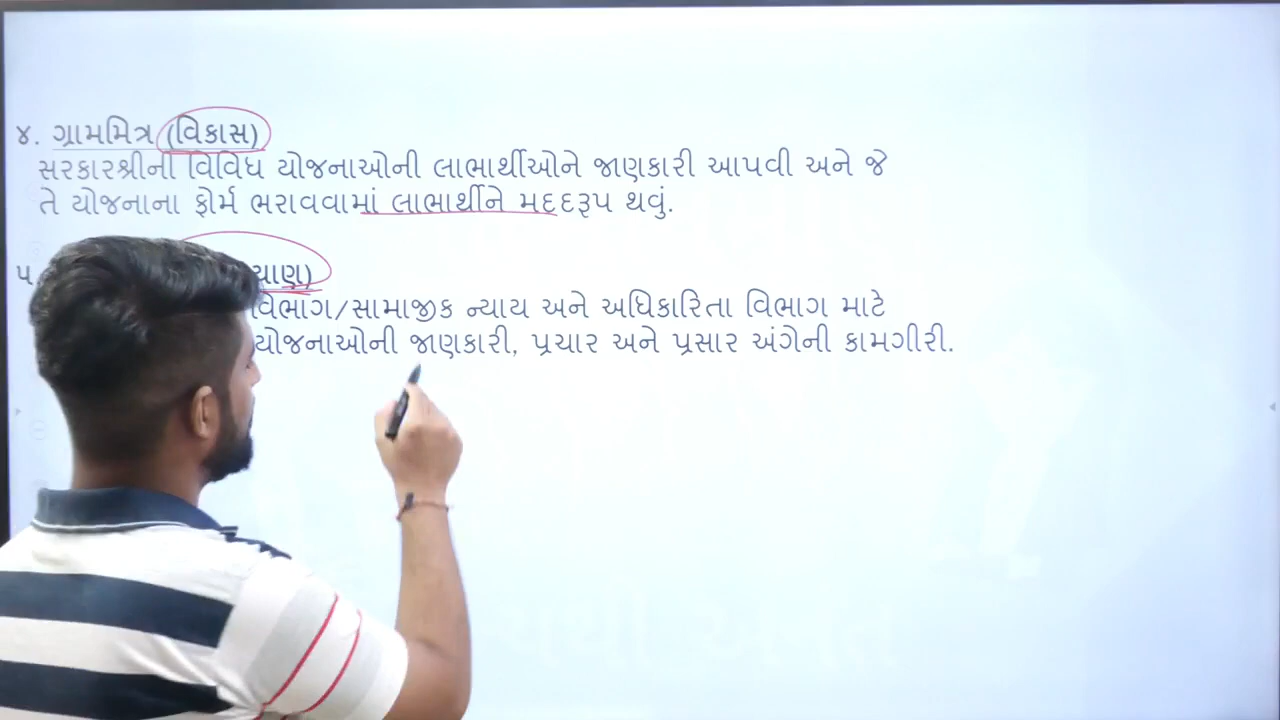 ૪. ગ્રામમિત્ર (વિકાસ)
સરકારશ્રીની વિવિધ યોજનાઓની લાભાર્થીઓને જાણકારી આપવી અને જે
તે યોજનાના ફોર્મ ભરાવવામાં લાભાર્થીને મદદરૂપ થવું.
૫
યાણ)
વિભાગ/સામાજીક ન્યાય અને અધિકારિતા વિભાગ માટે
યોજનાઓની જાણકારી, પ્રચાર અને પ્રસાર અંગેની કામગીરી.